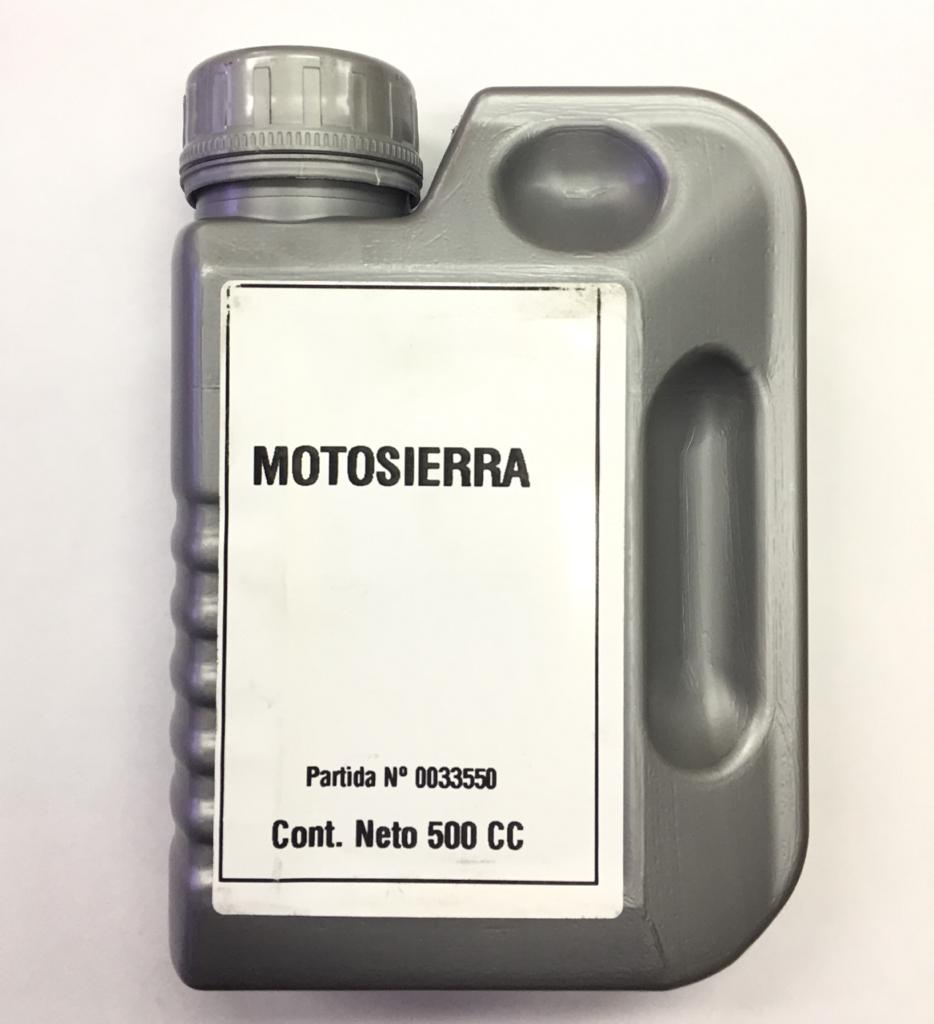 MOTOSIERRA
Partida Nº 0033550
Cont. Neto 500 CC